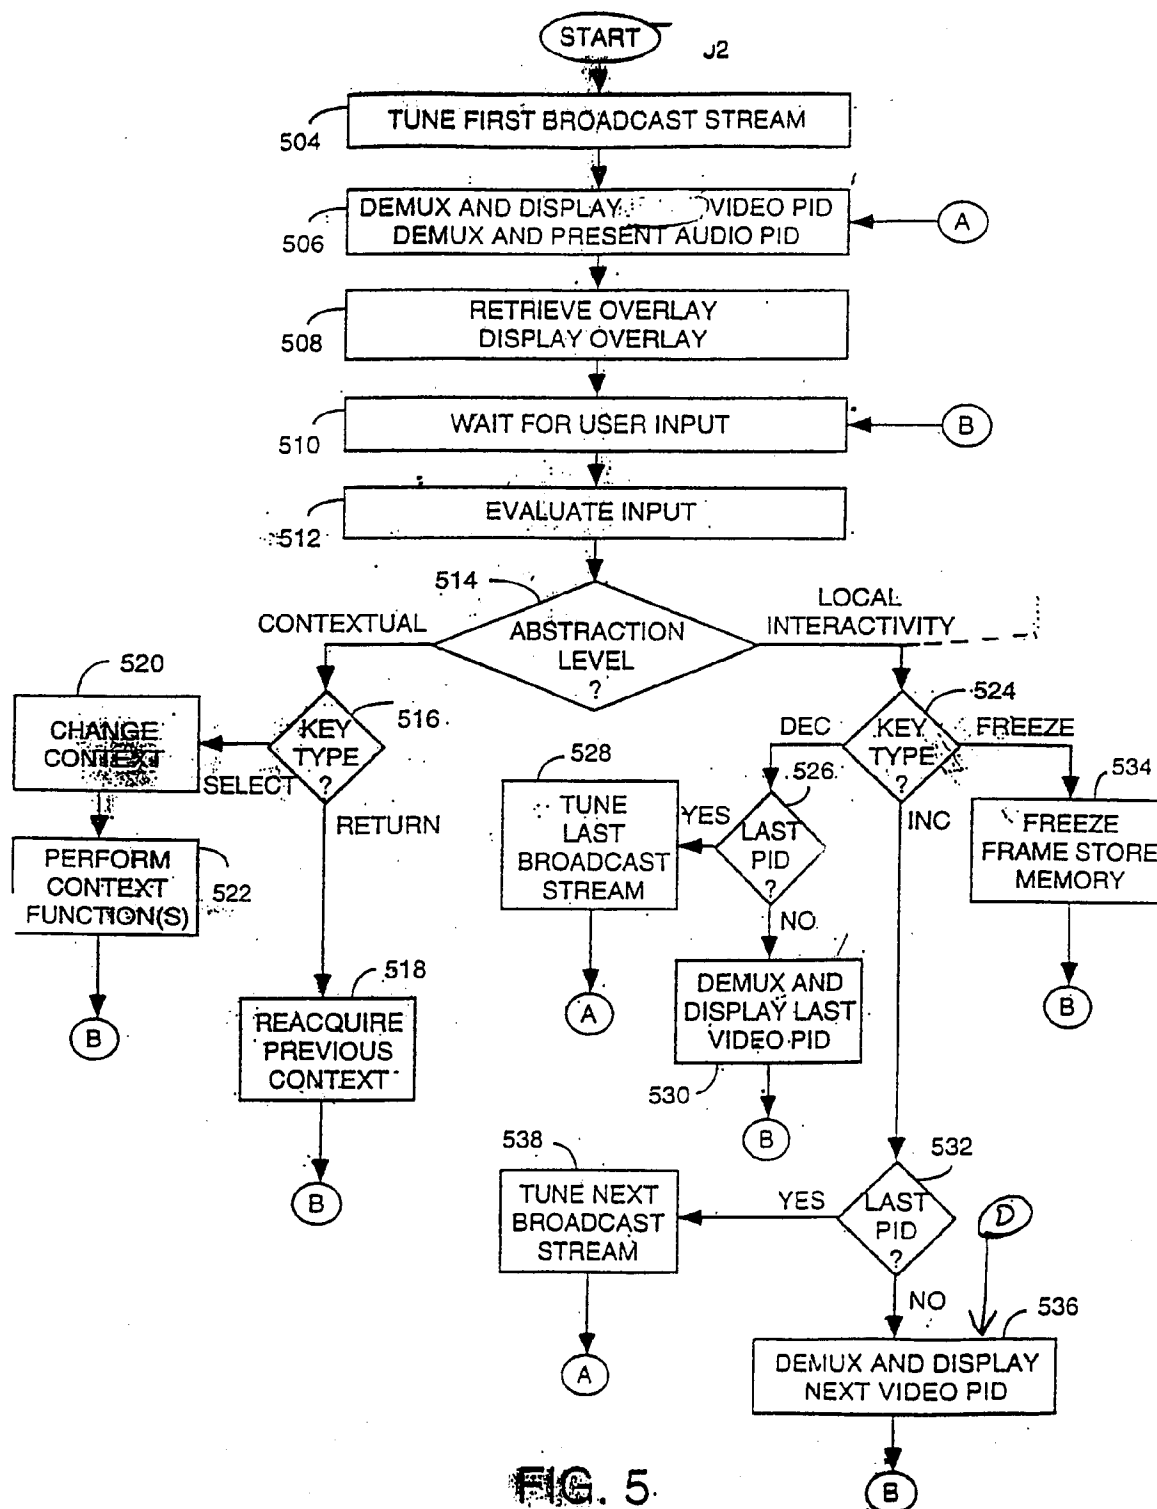 START
J2
504
TUNE FIRST BROADCAST STREAM
506
DEMUX AND DISPLAY VIDEO PID
DEMUX AND PRESENT AUDIO PID
A
508
RETRIEVE OVERLAY
DISPLAY OVERLAY
510
WAIT FOR USER INPUT
B
512
EVALUATE INPUT
514
ABSTRACTION
LEVEL
?
CONTEXTUAL
LOCAL
INTERACTIVITY
520
CHANGE
CONTEXT
SELECT
KEY
TYPE
?
516
RETURN
PERFORM
CONTEXT
FUNCTION(S)
522
B
518
REACQUIRE
PREVIOUS
CONTEXT
B
DEC
KEY
TYPE
?
524
FREEZE
INC
528
TUNE
LAST
BROADCAST
STREAM
A
YES
LAST
PID
?
526
NO
DEMUX AND
DISPLAY LAST
VIDEO PID
530
B
534
FREEZE
FRAME STORE
MEMORY
B
538
TUNE NEXT
BROADCAST
STREAM
A
YES
LAST
PID
?
532
NO
D
536
DEMUX AND DISPLAY
NEXT VIDEO PID
B
FIG. 5